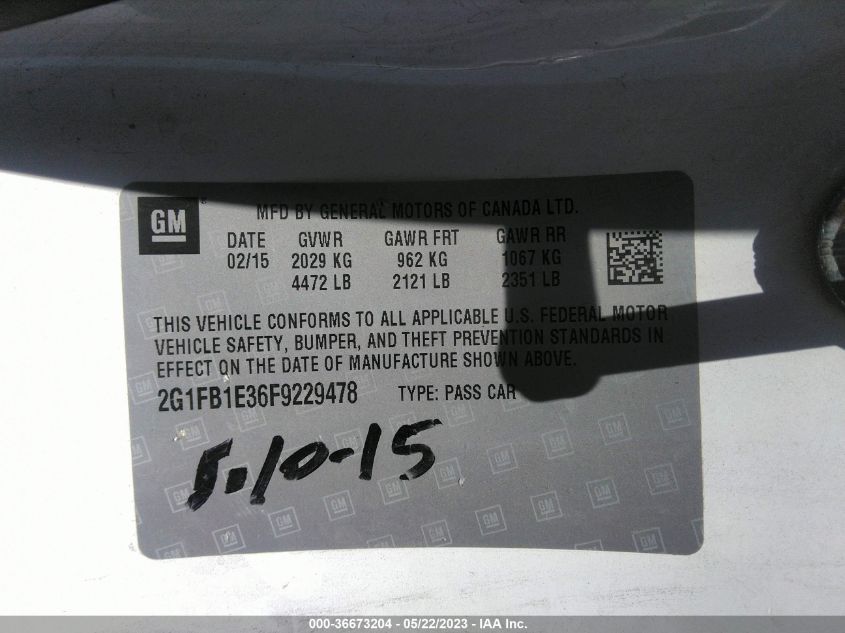 GM
MFD BY GENERAL MOTORS OF CANADA LTD.
DATE GVWR GAWR FRT GAWR RR
02/15 2029 KG 962 KG 1067 KG
4472 LB 2121 LB 2351 LB
THIS VEHICLE CONFORMS TO ALL APPLICABLE U.S. FEDERAL MOTOR
VEHICLE SAFETY, BUMPER, AND THEFT PREVENTION STANDARDS IN
EFFECT ON THE DATE OF MANUFACTURE SHOWN ABOVE.
2G1FB1E36F9229478 TYPE: PASS CAR
5-10-15
000-36673204 - 05/22/2023 - IAA Inc.